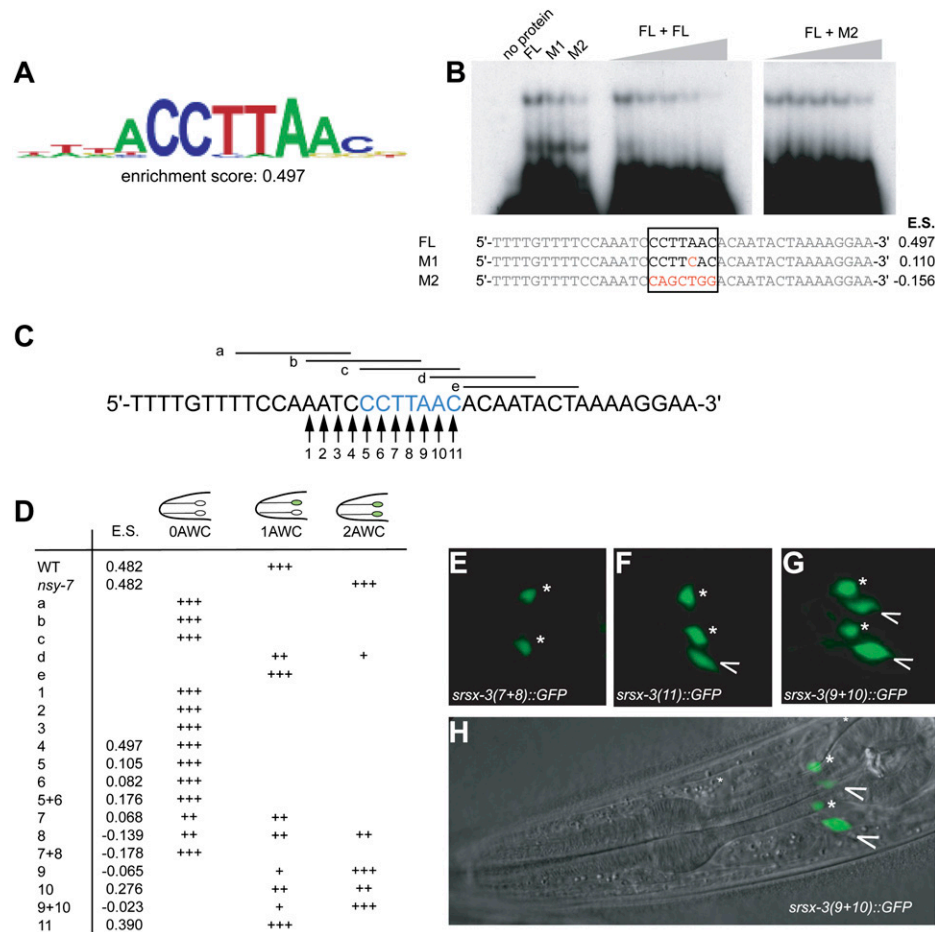 A
ACCTTAAC
enrichment score: 0.497
B
no protein
FL
M1
M2
FL + FL
FL + M2
E.S.
FL 5'-TTTTGTTTTCCAAATCCCTTAACACAATACTAAAAGGAA-3' 0.497
M1 5'-TTTTGTTTTCCAAATCCCTTCACACAATACTAAAAGGAA-3' 0.110
M2 5'-TTTTGTTTTCCAAATCCAGCTGGACAATACTAAAAGGAA-3' -0.156
C
a
b
c
d
e
5'-TTTTGTTTTCCAAATCCCTTAACACAATACTAAAAGGAA-3'
1 2 3 4 5 6 7 8 9 10 11
D
E.S. 0AWC 1AWC 2AWC
WT 0.482 +++
nsy-7 0.482 +++
a +++
b +++
c +++
d ++ +
e +++
1 +++
2 +++
3 +++
4 0.497 +++
5 0.105 +++
6 0.082 +++
5+6 0.176 +++
7 0.068 ++ ++
8 -0.139 ++ ++ ++
7+8 -0.178 +++
9 -0.065 + +++
10 0.276 ++ ++
9+10 -0.023 + +++
11 0.390 +++
E
* *
srsx-3(7+8)::GFP
F
* *
srsx-3(11)::GFP
G
* *
srsx-3(9+10)::GFP
H
* * * *
srsx-3(9+10)::GFP